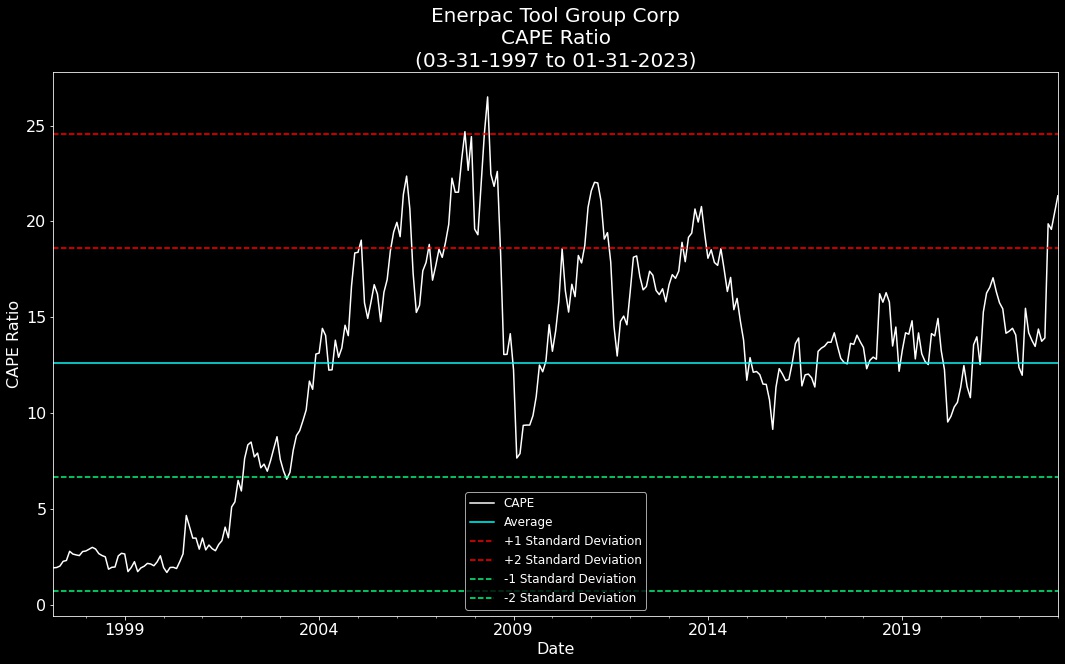 Enerpac Tool Group Corp
CAPE Ratio
(03-31-1997 to 01-31-2023)
CAPE Ratio
25
20
15
10
5
0
CAPE
Average
+1 Standard Deviation
+2 Standard Deviation
-1 Standard Deviation
-2 Standard Deviation
1999
2004
2009
2014
2019
Date